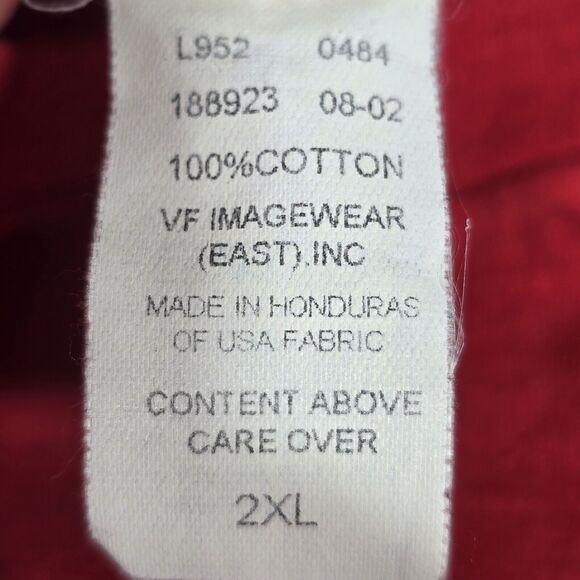 L952 0484
188923 08-02
100%COTTON
VF IMAGEWEAR
(EAST),INC
MADE IN HONDURAS
OF USA FABRIC
CONTENT ABOVE
CARE OVER
2XL